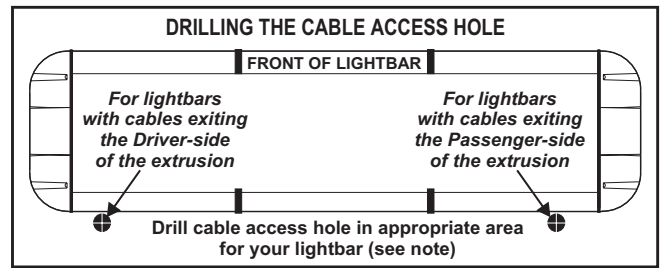 DRILLING THE CABLE ACCESS HOLE
FRONT OF LIGHTBAR
For lightbars
with cables exiting
the Driver-side
of the extrusion
For lightbars
with cables exiting
the Passenger-side
of the extrusion
Drill cable access hole in appropriate area
for your lightbar (see note)